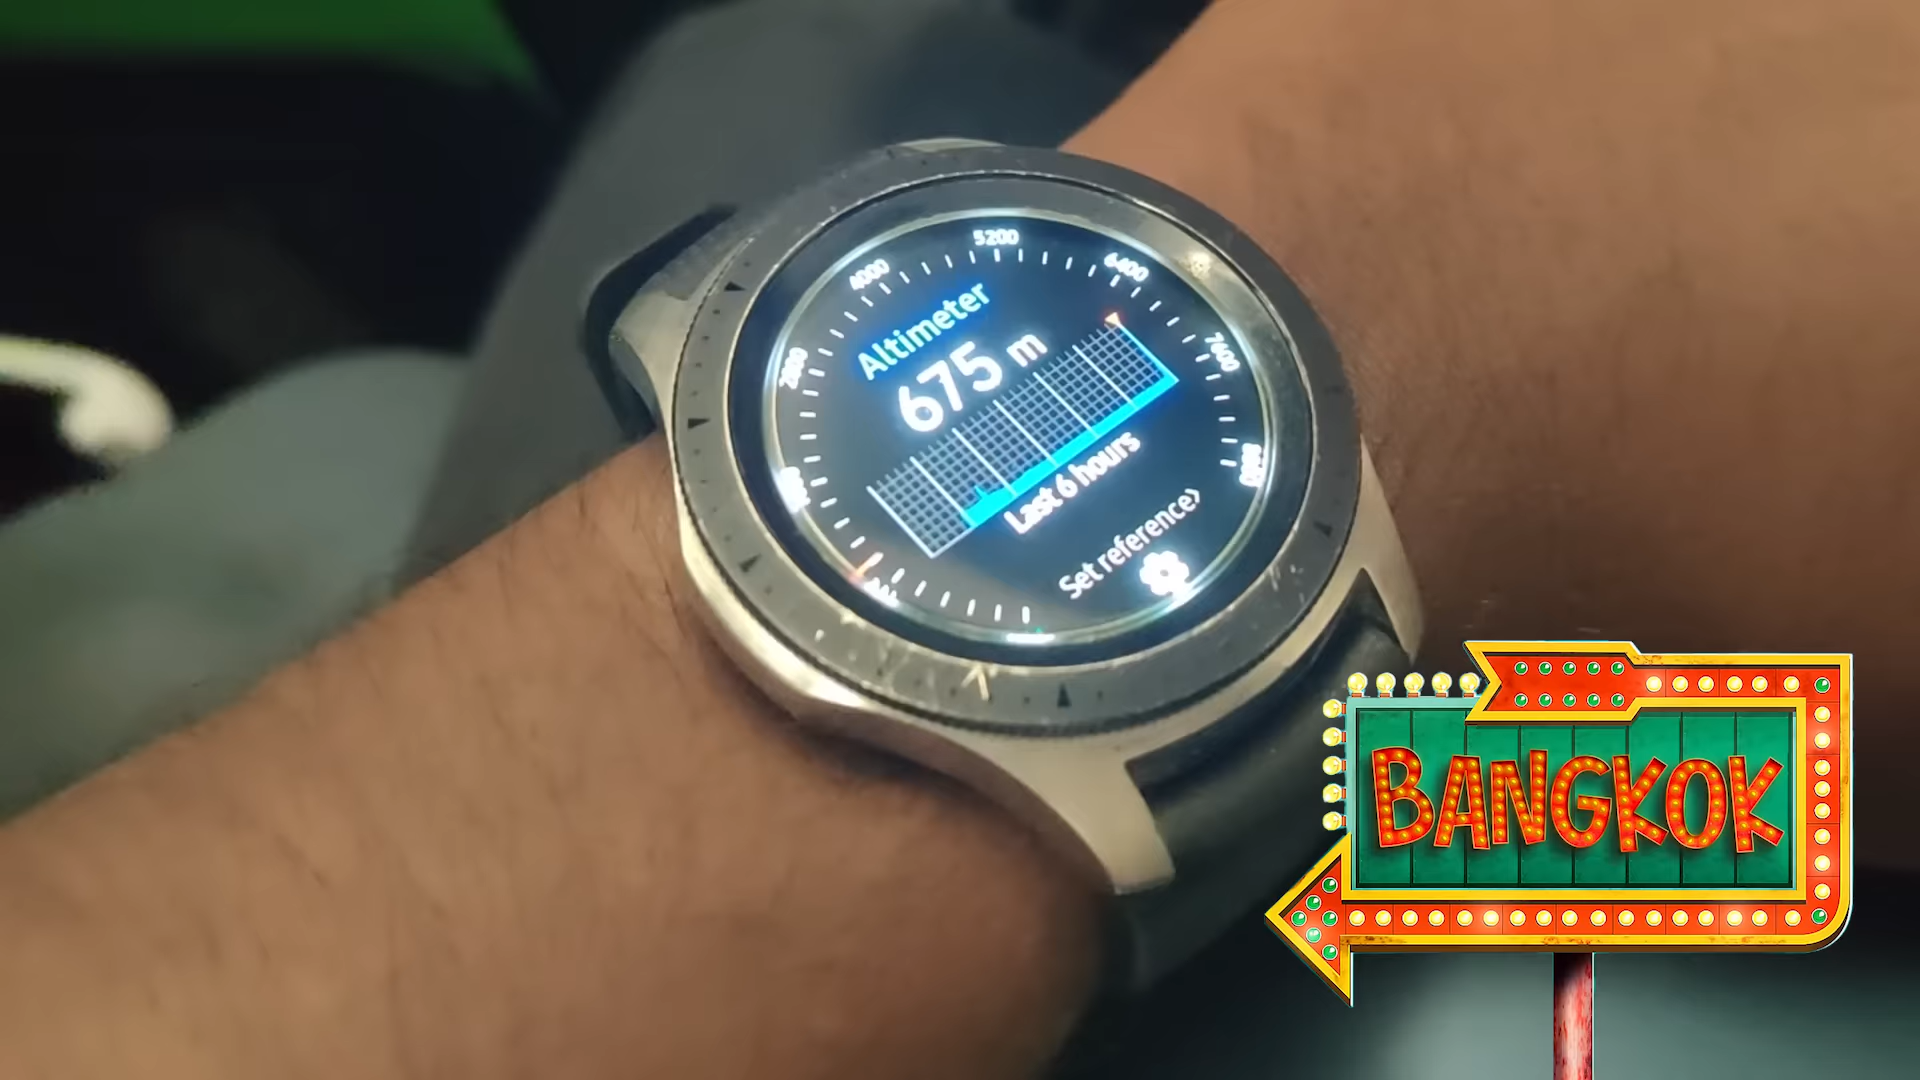 4000
5200
6400
7600
2800
Altimeter
675 m
Last 6 hours
Set reference>
BANGKOK